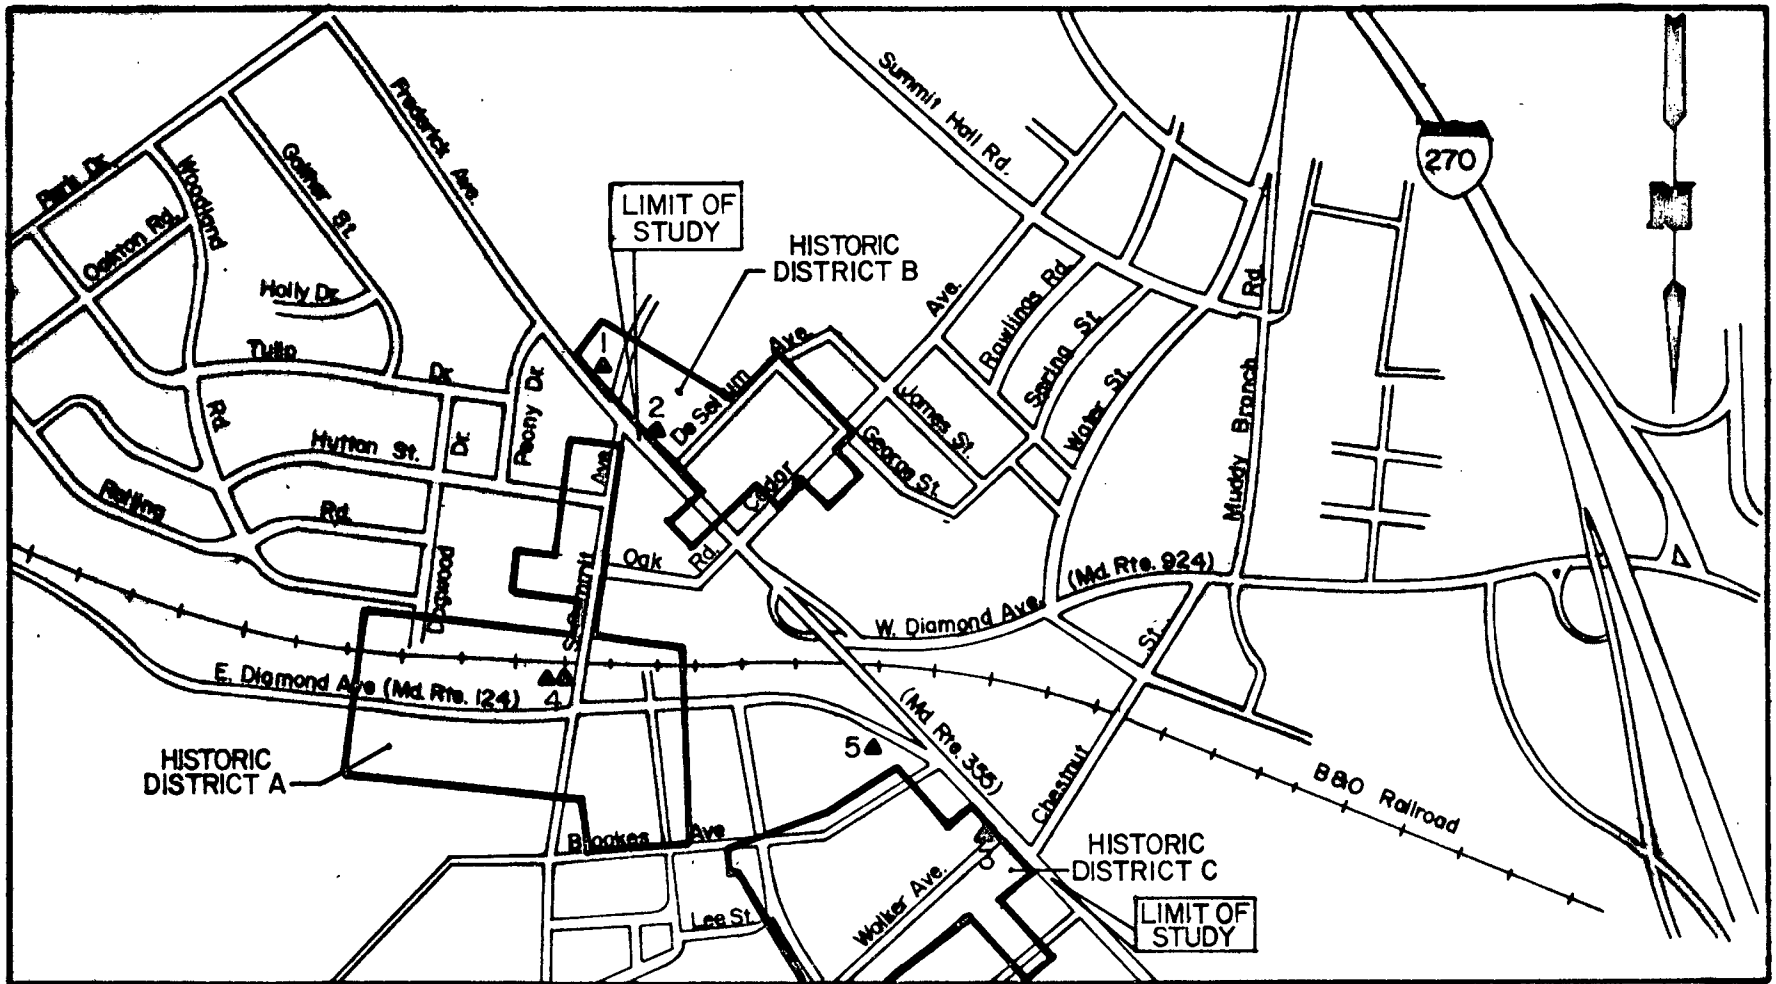 Summit Hall Rd.
Frederick Ave.
270
Park Dr.
Woodland
Gaither St.
Oakton Rd.
LIMIT OF
STUDY
HISTORIC
DISTRICT B
N
Holly Dr.
Rd.
Ave.
Rawlings Rd.
Spring St.
Tulip
Dr.
1
De Sellum
Ave.
Peony Dr.
James St.
Water St.
Muddy Branch
2
Rd.
Hutton St.
Dr.
George St.
Ave
Cedar
Ratling
Rd.
Oak
Rd.
Dogwood
S. Summit
(Md. Rte. 924)
W. Diamond Ave.
St.
E. Diamond Ave (Md. Rte. 124)
4
(Md Rte. 355)
5
HISTORIC
DISTRICT A
Chestnut
B&O Railroad
Brookes Ave
3
HISTORIC
DISTRICT C
Walker Ave.
Lee St.
LIMIT OF
STUDY